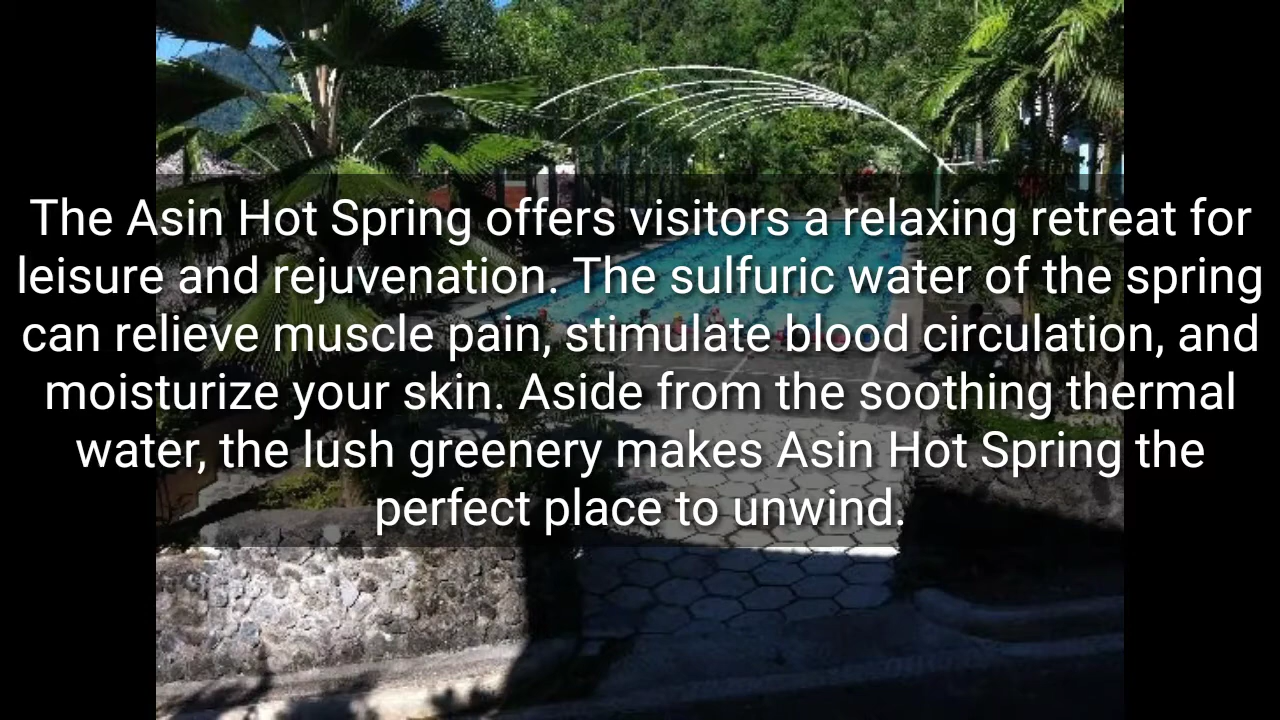 The Asin Hot Spring offers visitors a relaxing retreat for
leisure and rejuvenation. The sulfuric water of the spring
can relieve muscle pain, stimulate blood circulation, and
moisturize your skin. Aside from the soothing thermal
water, the lush greenery makes Asin Hot Spring the
perfect place to unwind.